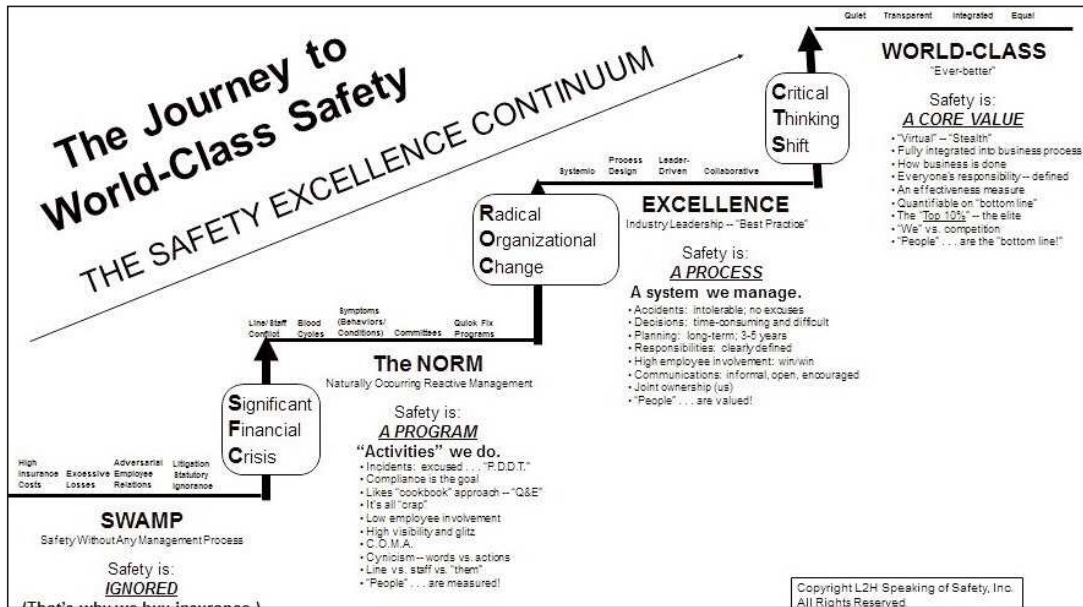 The Journey to
World-Class Safety
THE SAFETY EXCELLENCE CONTINUUM
High
Insurance
Costs
Excessive
Losses
Adversarial
Employee
Relations
Litigation
Statutory
Ignorance
SWAMP
Safety Without Any Management Process
Safety is:
IGNORED
(That's why we buy insurance.)
Significant
Financial
Crisis
Line/Staff
Conflict
Blood
Cycles
Symptoms
(Behaviors/
Conditions)
Committees
Quick Fix
Programs
The NORM
Naturally Occurring Reactive Management
Safety is:
A PROGRAM
"Activities" we do.
• Incidents: excused . . . "P.D.D.T."
• Compliance is the goal
• Likes "cookbook" approach -- "Q&E"
• It's all "crap"
• Low employee involvement
• High visibility and glitz
• C.O.M.A.
• Cynicism -- words vs. actions
• Line vs. staff vs. "them"
• "People" . . . are measured!
Radical
Organizational
Change
Systemic
Process
Design
Leader-
Driven
Collaborative
EXCELLENCE
Industry Leadership -- "Best Practice"
Safety is:
A PROCESS
A system we manage.
• Accidents: intolerable; no excuses
• Decisions: time-consuming and difficult
• Planning: long-term; 3-5 years
• Responsibilities: clearly defined
• High employee involvement: win/win
• Communications: informal, open, encouraged
• Joint ownership (us)
• "People" . . . are valued!
Critical
Thinking
Shift
Quiet Transparent Integrated Equal
WORLD-CLASS
"Ever-better"
Safety is:
A CORE VALUE
• "Virtual" -- "Stealth"
• Fully integrated into business process
• How business is done
• Everyone's responsibility -- defined
• An effectiveness measure
• Quantifiable on "bottom line"
• The "Top 10%" -- the elite
• "We" vs. competition
• "People" . . . are the "bottom line!"
Copyright L2H Speaking of Safety, Inc.
All Rights Reserved